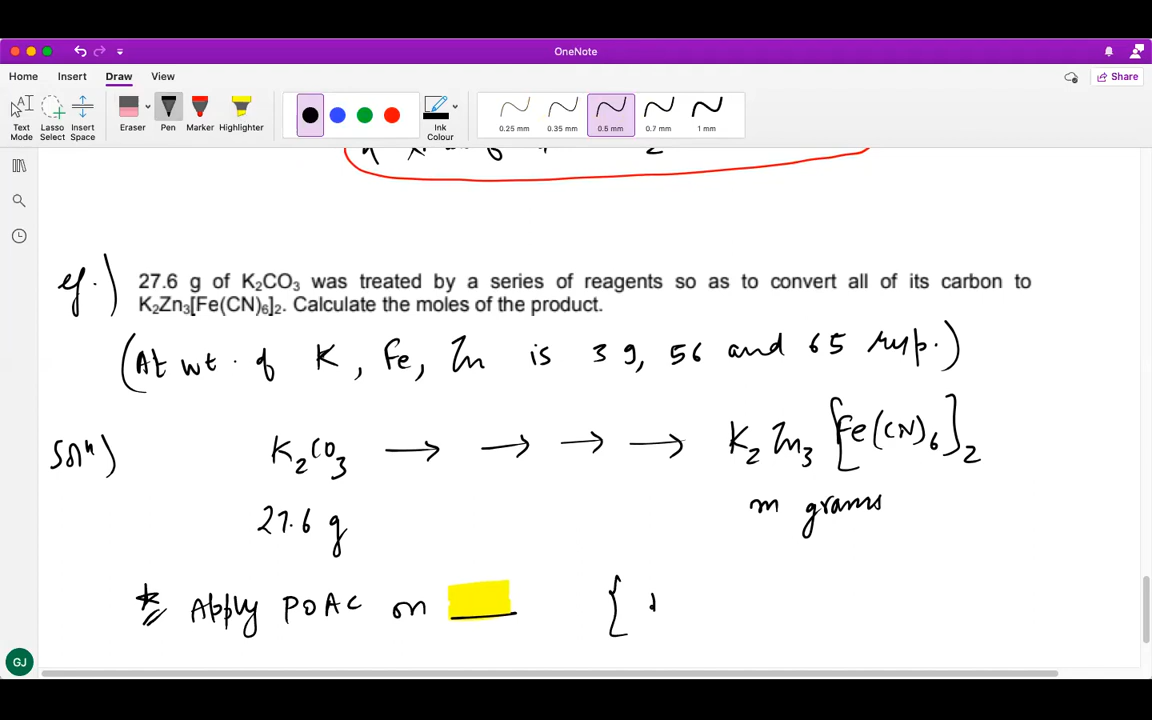 OneNote
Home Insert Draw View
Share
Text Mode
Lasso Select
Insert Space
Eraser
Pen
Marker
Highlighter
Ink Colour
0.25 mm
0.35 mm
0.5 mm
0.7 mm
1 mm
eg.) 27.6 g of K₂CO₃ was treated by a series of reagents so as to convert all of its carbon to
K₂Zn₃[Fe(CN)₆]₂. Calculate the moles of the product.
(At wt. of K, Fe, Zn is 39, 56 and 65 resp.)
Solⁿ) K₂CO₃ → → → → K₂Zn₃[Fe(CN)₆]₂
27.6 g m grams
* Apply POAC on ____ {
GJ